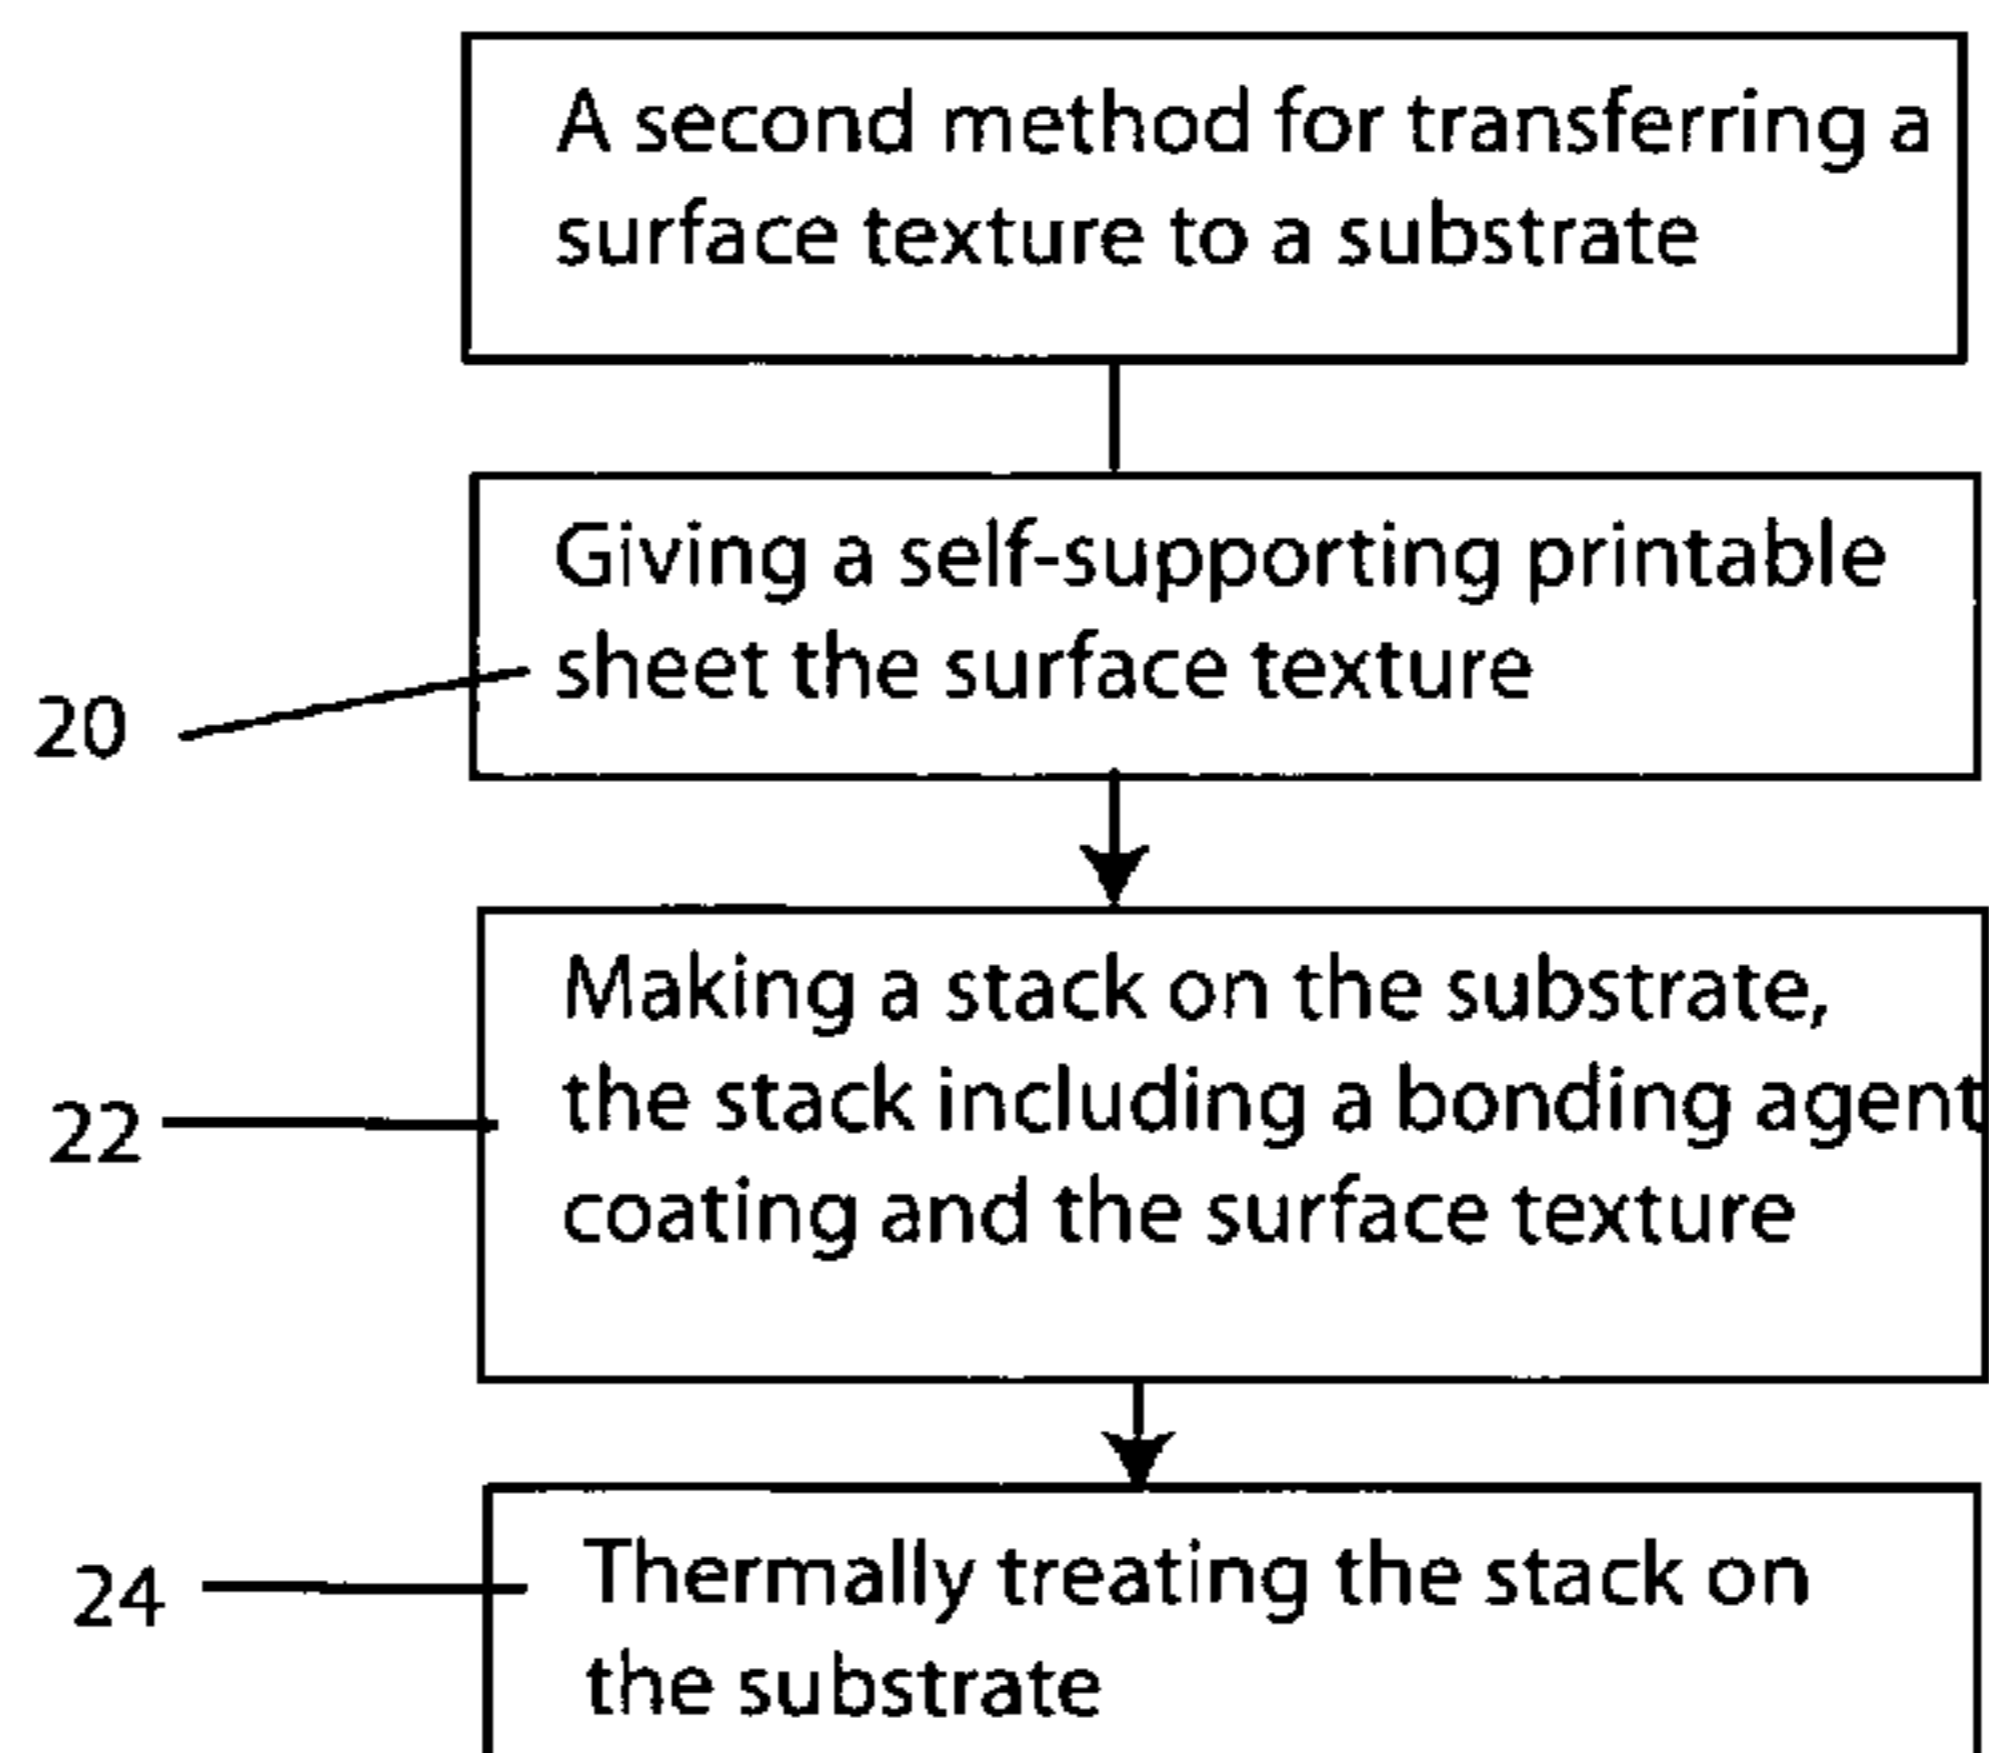 A second method for transferring a
surface texture to a substrate
Giving a self-supporting printable
sheet the surface texture
20
Making a stack on the substrate,
the stack including a bonding agent
coating and the surface texture
22
Thermally treating the stack on
the substrate
24